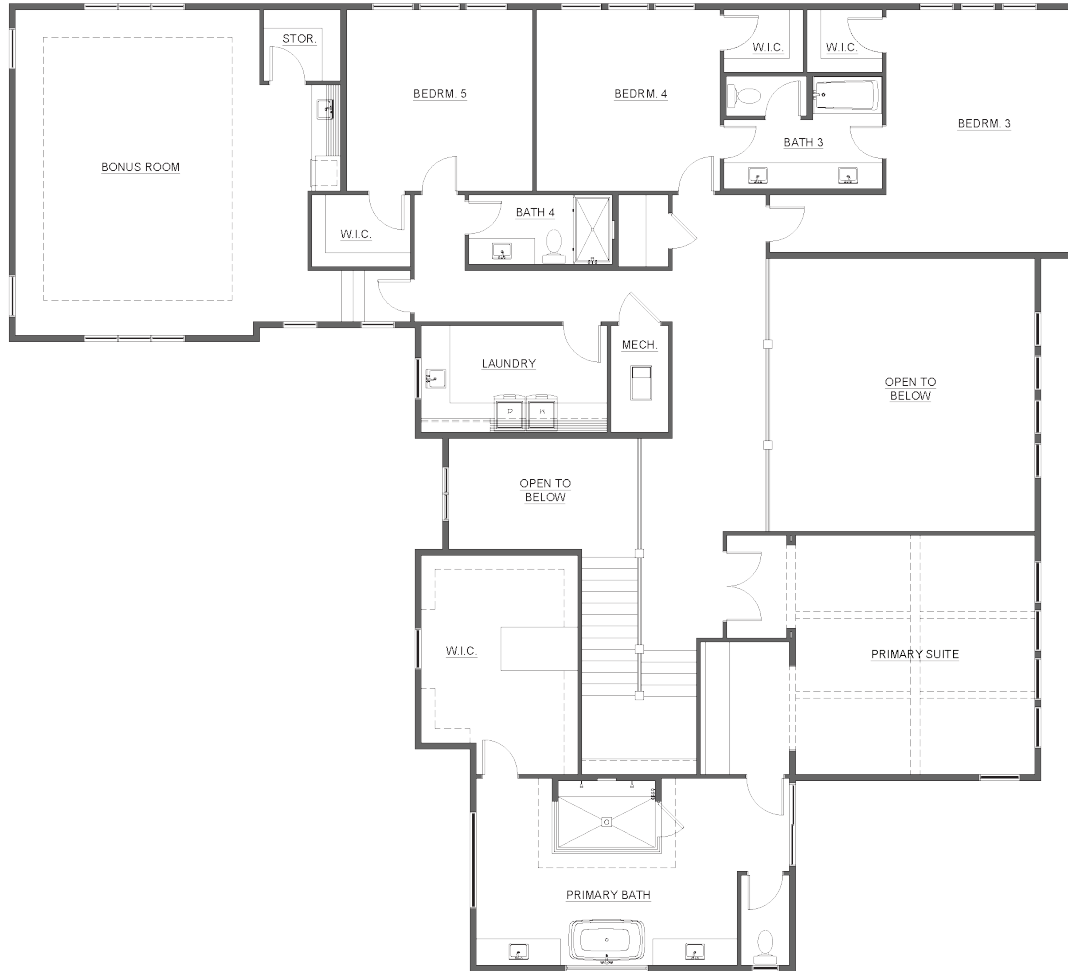 STOR.
W.I.C.
W.I.C.
BEDRM. 5
BEDRM. 4
BEDRM. 3
BATH 3
BONUS ROOM
BATH 4
W.I.C.
MECH.
LAUNDRY
OPEN TO
BELOW
OPEN TO
BELOW
W.I.C.
PRIMARY SUITE
PRIMARY BATH